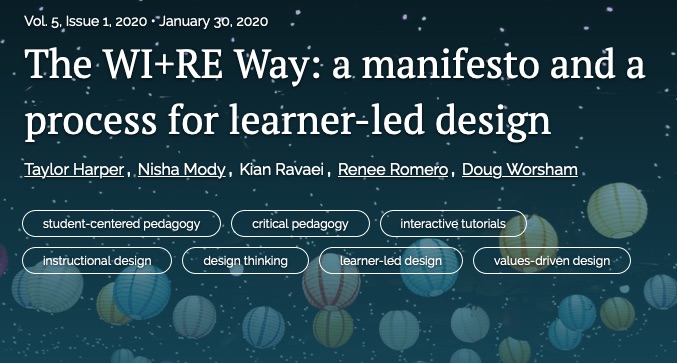 Vol. 5, Issue 1, 2020 • January 30, 2020
The WI+RE Way: a manifesto and a
process for learner-led design
Taylor Harper, Nisha Mody, Kian Ravaei, Renee Romero, Doug Worsham
student-centered pedagogy critical pedagogy interactive tutorials
instructional design design thinking learner-led design values-driven design